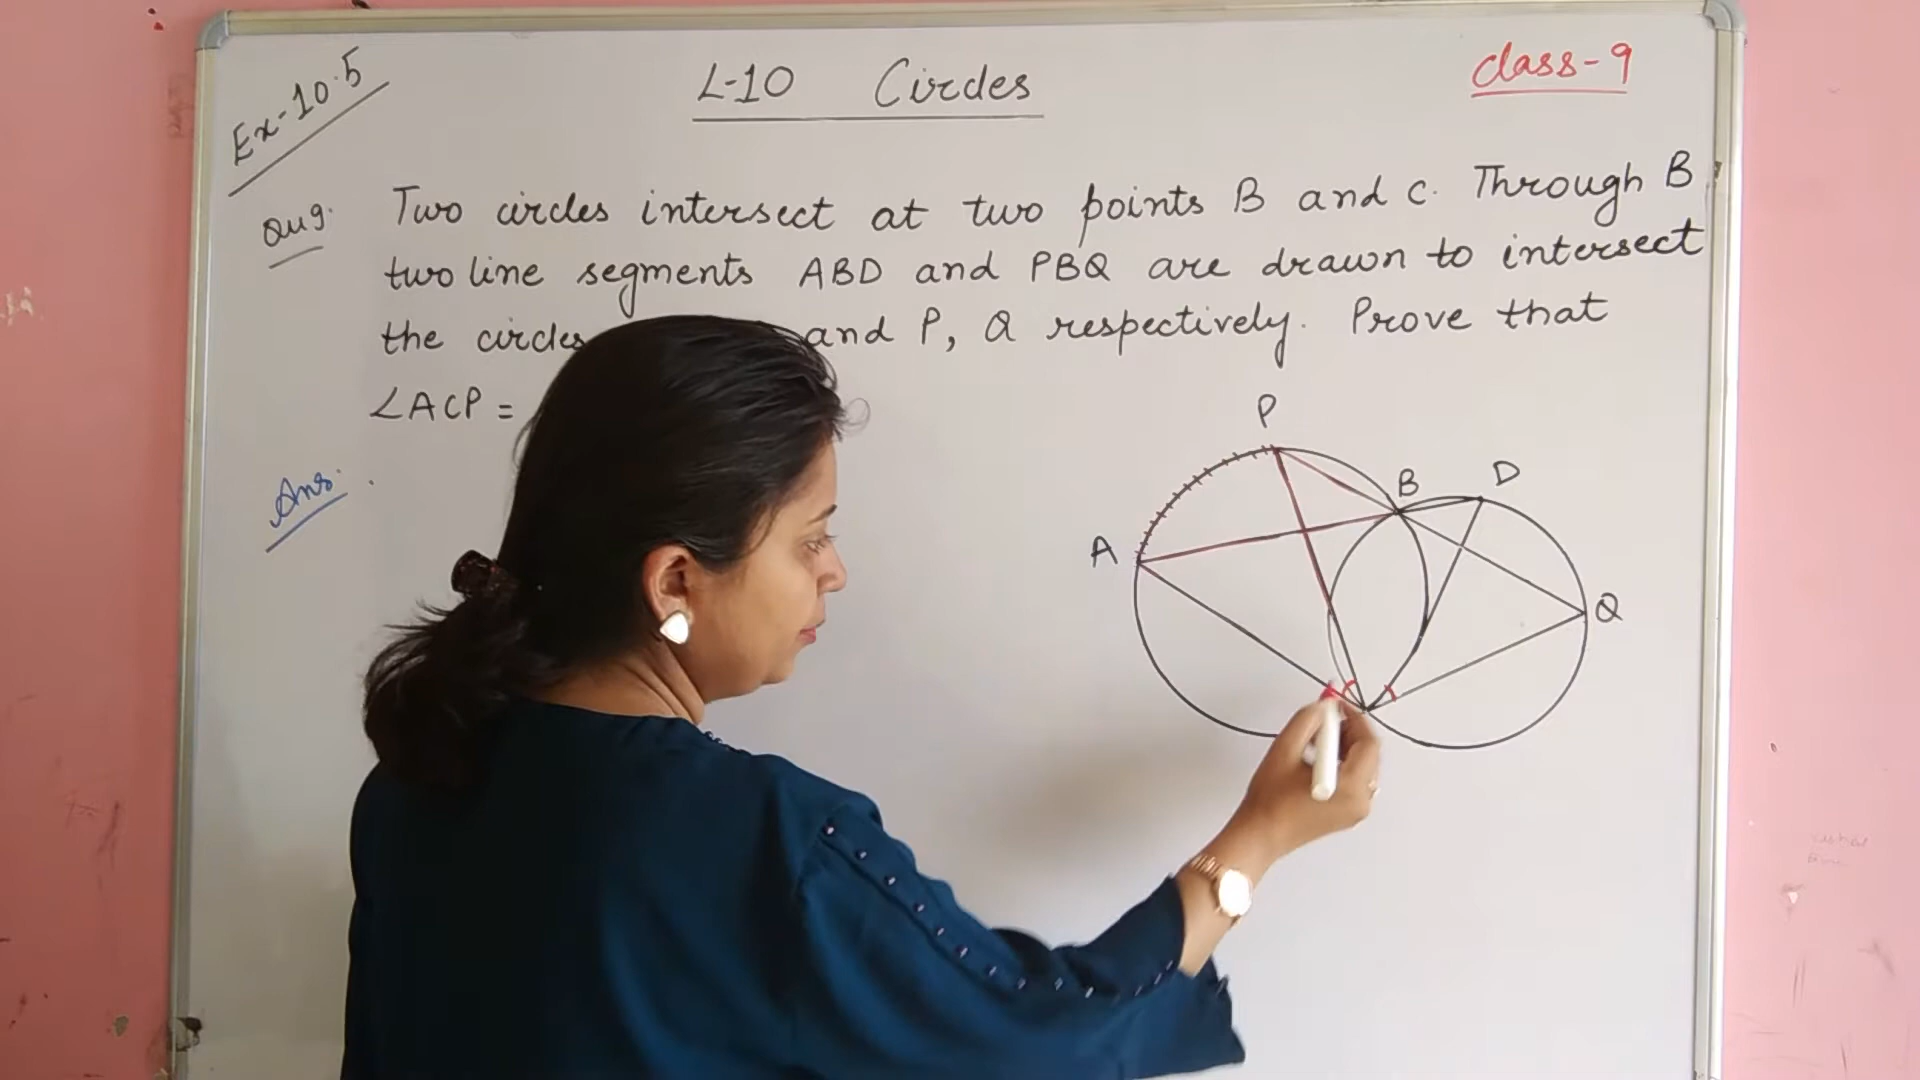 Ex-10.5
L-10 Circles
class-9
Qu9. Two circles intersect at two points B and C. Through B
two line segments ABD and PBQ are drawn to intersect
the circles and P, Q respectively. Prove that
∠ACP =
Ans.
P
B
D
A
Q